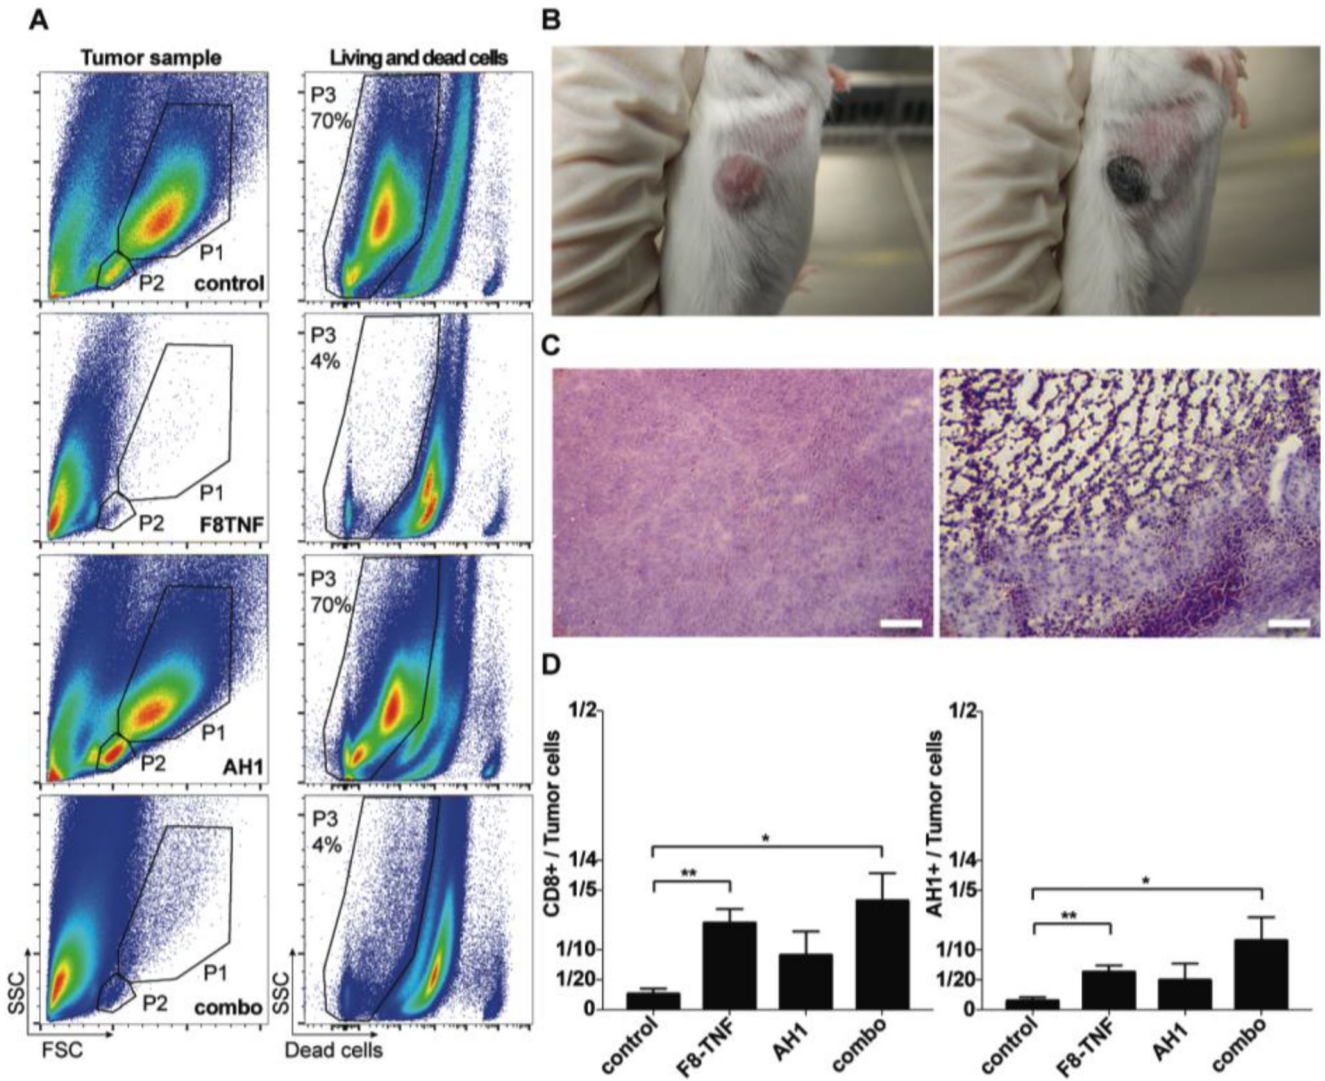 A
Tumor sample
Living and dead cells
P3
70%
P1
P2
control
P3
4%
P1
P2
F8TNF
P3
70%
P1
P2
AH1
P3
4%
P1
P2
combo
SSC
FSC
SSC
Dead cells
B
C
D
CD8+ / Tumor cells
1/2
1/4
1/5
1/10
1/20
0
*
**
control
F8-TNF
AH1
combo
AH1+ / Tumor cells
1/2
1/4
1/5
1/10
1/20
0
*
**
control
F8-TNF
AH1
combo